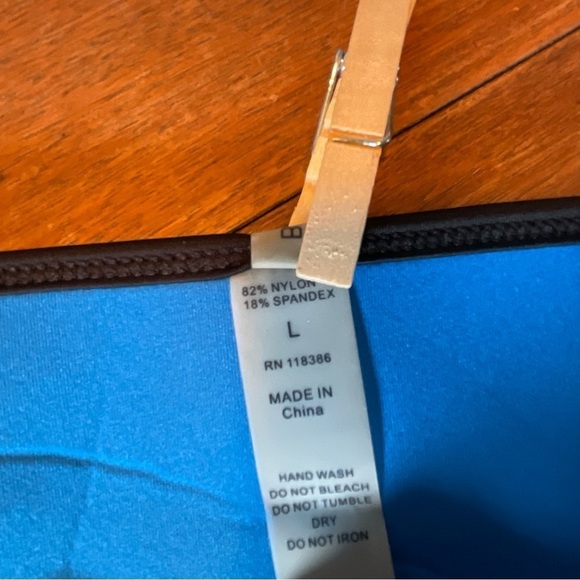 B
82% NYLON
18% SPANDEX
L
RN 118386
MADE IN
China
HAND WASH
DO NOT BLEACH
DO NOT TUMBLE
DRY
DO NOT IRON